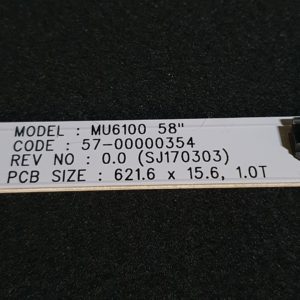 MODEL : MU6100 58"
CODE : 57-00000354
REV NO : 0.0 (SJ170303)
PCB SIZE : 621.6 x 15.6, 1.0T